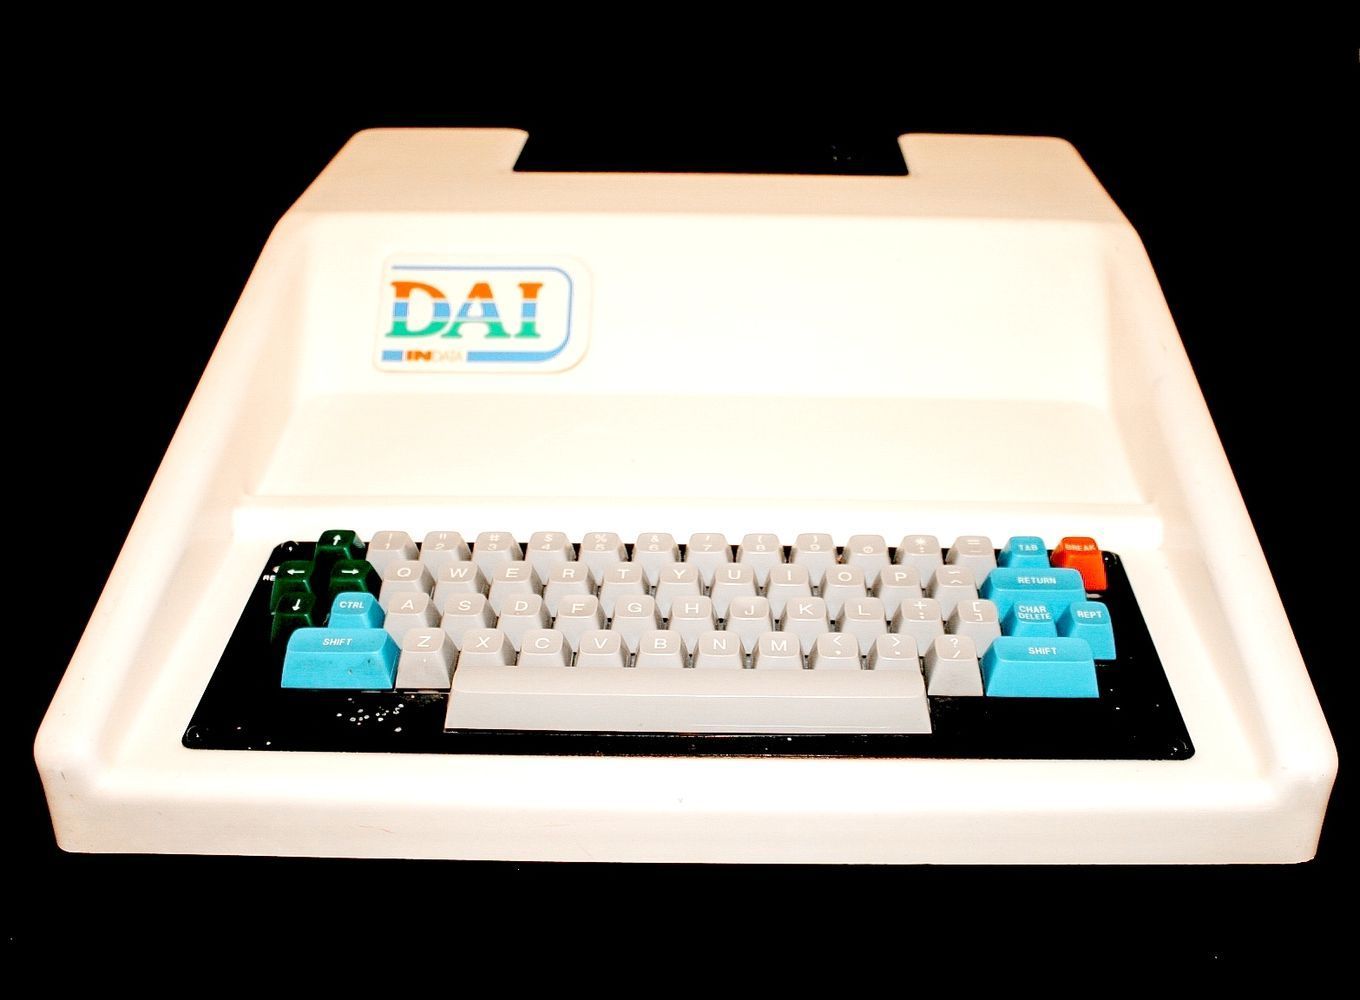 DAI
INDATA
↑ ! 1 " 2 # 3 $ 4 % 5 & 6 ' 7 ( 8 ) 9 0 * : = - TAB BREAK
← → Q W E R T Y U I O P ^ RETURN
↓ CTRL A S D F G H J K L + ; [ ] CHAR DELETE REPT
SHIFT Z X C V B N M < , > . ? / SHIFT